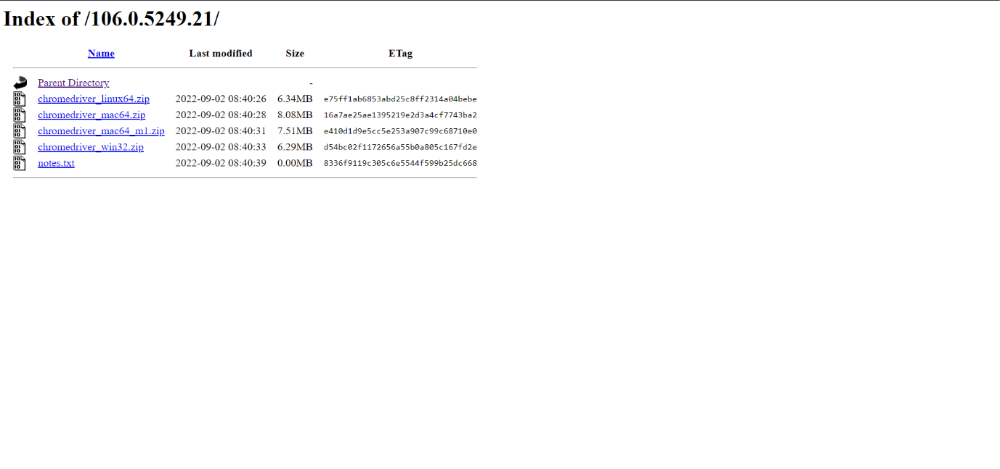 Index of /106.0.5249.21/
Name Last modified Size ETag
Parent Directory -
chromedriver_linux64.zip 2022-09-02 08:40:26 6.34MB e75ff1ab6853abd25c8ff2314a04bebe
chromedriver_mac64.zip 2022-09-02 08:40:28 8.08MB 16a7ae25ae1395219e2d3a4cf7743ba2
chromedriver_mac64_m1.zip 2022-09-02 08:40:31 7.51MB e410d1d9e5cc5e253a907c99c68710e0
chromedriver_win32.zip 2022-09-02 08:40:33 6.29MB d54bc02f1172656a55b0a805c167fd2e
notes.txt 2022-09-02 08:40:39 0.00MB 8336f9119c305c6e5544f599b25dc668